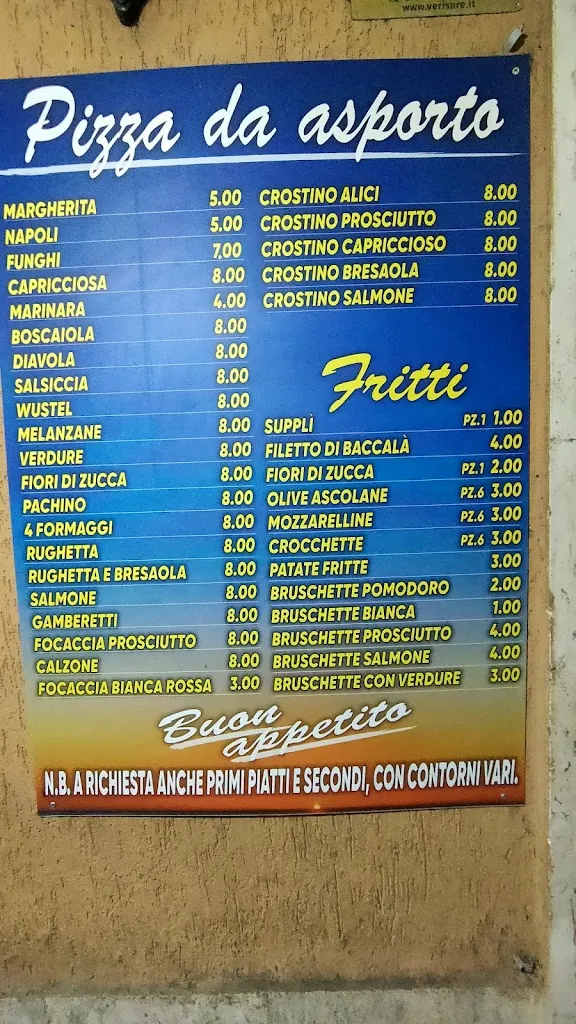 www.verispre.it
Pizza da asporto
MARGHERITA 5.00
NAPOLI 5.00
FUNGHI 7.00
CAPRICCIOSA 8.00
MARINARA 4.00
BOSCAIOLA 8.00
DIAVOLA 8.00
SALSICCIA 8.00
WUSTEL 8.00
MELANZANE 8.00
VERDURE 8.00
FIORI DI ZUCCA 8.00
PACHINO 8.00
4 FORMAGGI 8.00
RUGHETTA 8.00
RUGHETTA E BRESAOLA 8.00
SALMONE 8.00
GAMBERETTI 8.00
FOCACCIA PROSCIUTTO 8.00
CALZONE 8.00
FOCACCIA BIANCA ROSSA 3.00
CROSTINO ALICI 8.00
CROSTINO PROSCIUTTO 8.00
CROSTINO CAPRICCIOSO 8.00
CROSTINO BRESAOLA 8.00
CROSTINO SALMONE 8.00
Fritti
SUPPLÌ PZ.1 1.00
FILETTO DI BACCALÀ 4.00
FIORI DI ZUCCA PZ.1 2.00
OLIVE ASCOLANE PZ.6 3.00
MOZZARELLINE PZ.6 3.00
CROCCHETTE PZ.6 3.00
PATATE FRITTE 3.00
BRUSCHETTE POMODORO 2.00
BRUSCHETTE BIANCA 1.00
BRUSCHETTE PROSCIUTTO 4.00
BRUSCHETTE SALMONE 4.00
BRUSCHETTE CON VERDURE 3.00
Buon
appetito
N.B. A RICHIESTA ANCHE PRIMI PIATTI E SECONDI, CON CONTORNI VARI.